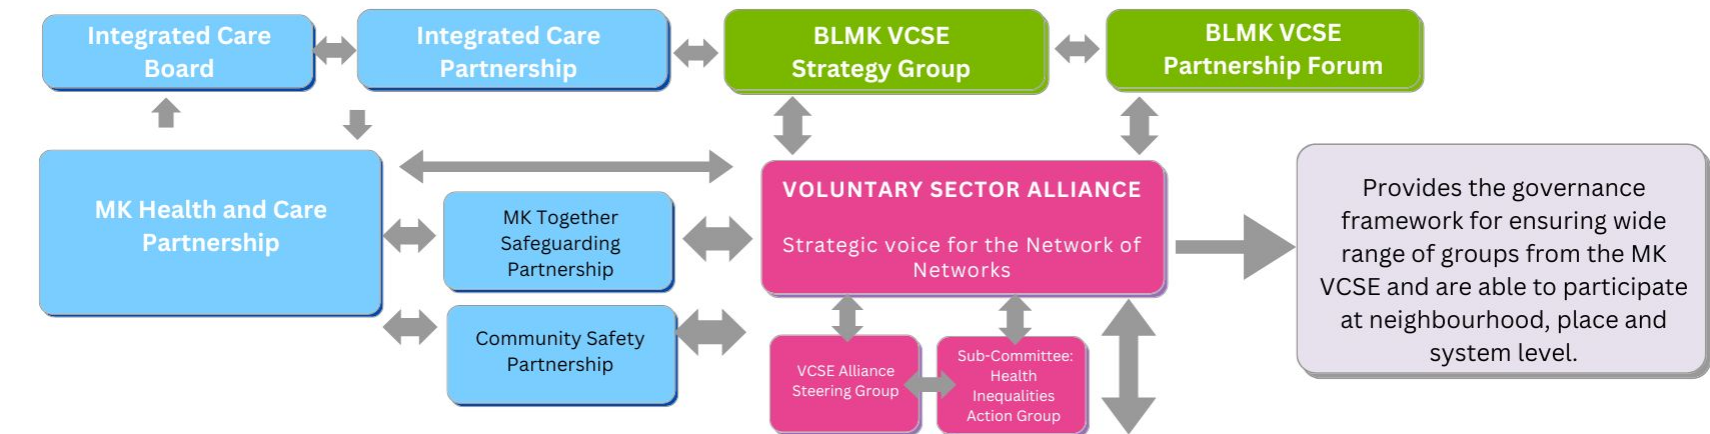 Integrated Care
Board
Integrated Care
Partnership
BLMK VCSE
Strategy Group
BLMK VCSE
Partnership Forum
MK Health and Care
Partnership
MK Together
Safeguarding
Partnership
Community Safety
Partnership
VOLUNTARY SECTOR ALLIANCE
Strategic voice for the Network of
Networks
VCSE Alliance
Steering Group
Sub-Committee:
Health
Inequalities
Action Group
Provides the governance
framework for ensuring wide
range of groups from the MK
VCSE and are able to participate
at neighbourhood, place and
system level.